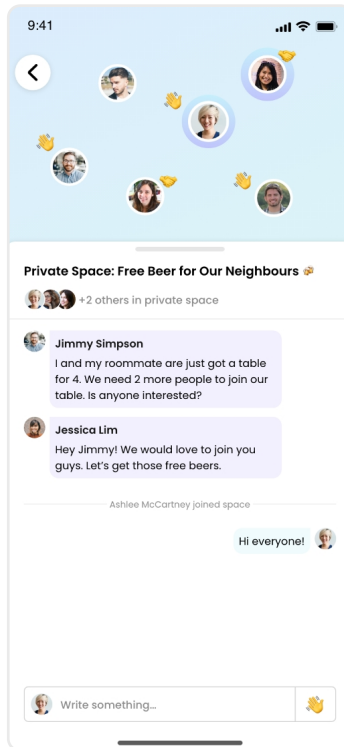 9:41
Private Space: Free Beer for Our Neighbours 🍻
+2 others in private space
Jimmy Simpson
I and my roommate are just got a table
for 4. We need 2 more people to join our
table. Is anyone interested?
Jessica Lim
Hey Jimmy! We would love to join you
guys. Let’s get those free beers.
Ashlee McCartney joined space
Hi everyone!
Write something...